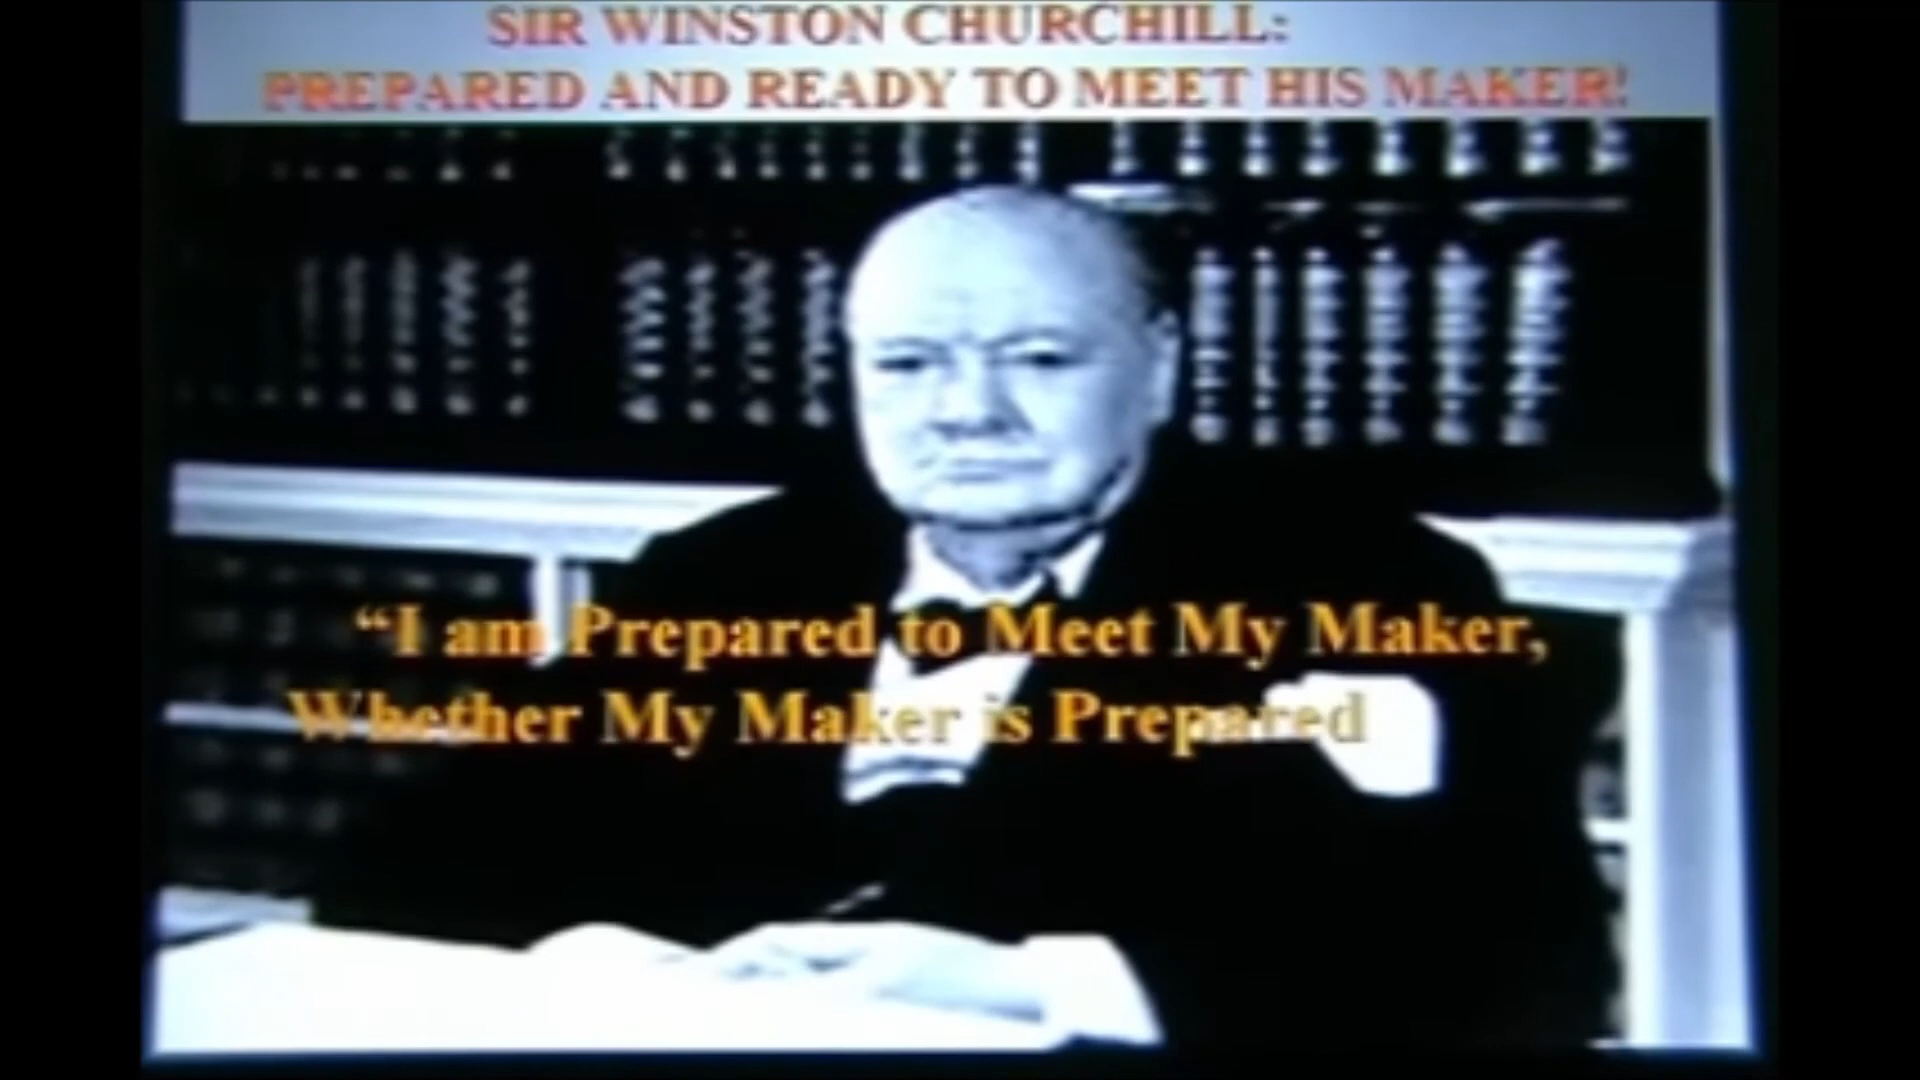 SIR WINSTON CHURCHILL:
PREPARED AND READY TO MEET HIS MAKER!
“I am Prepared to Meet My Maker,
Whether My Maker is Prepared